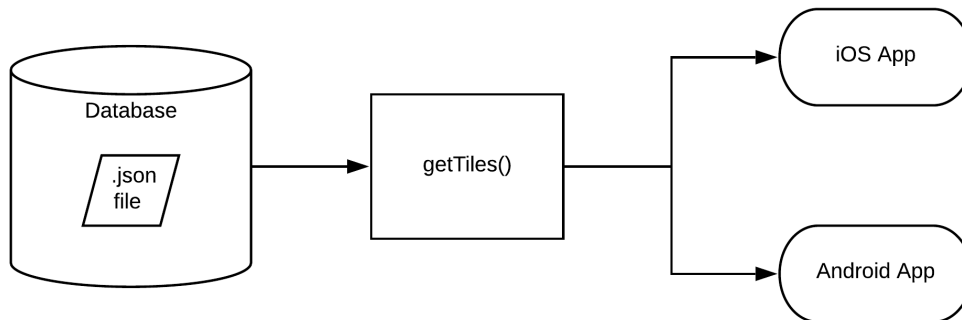 Database
.json
file
getTiles()
iOS App
Android App